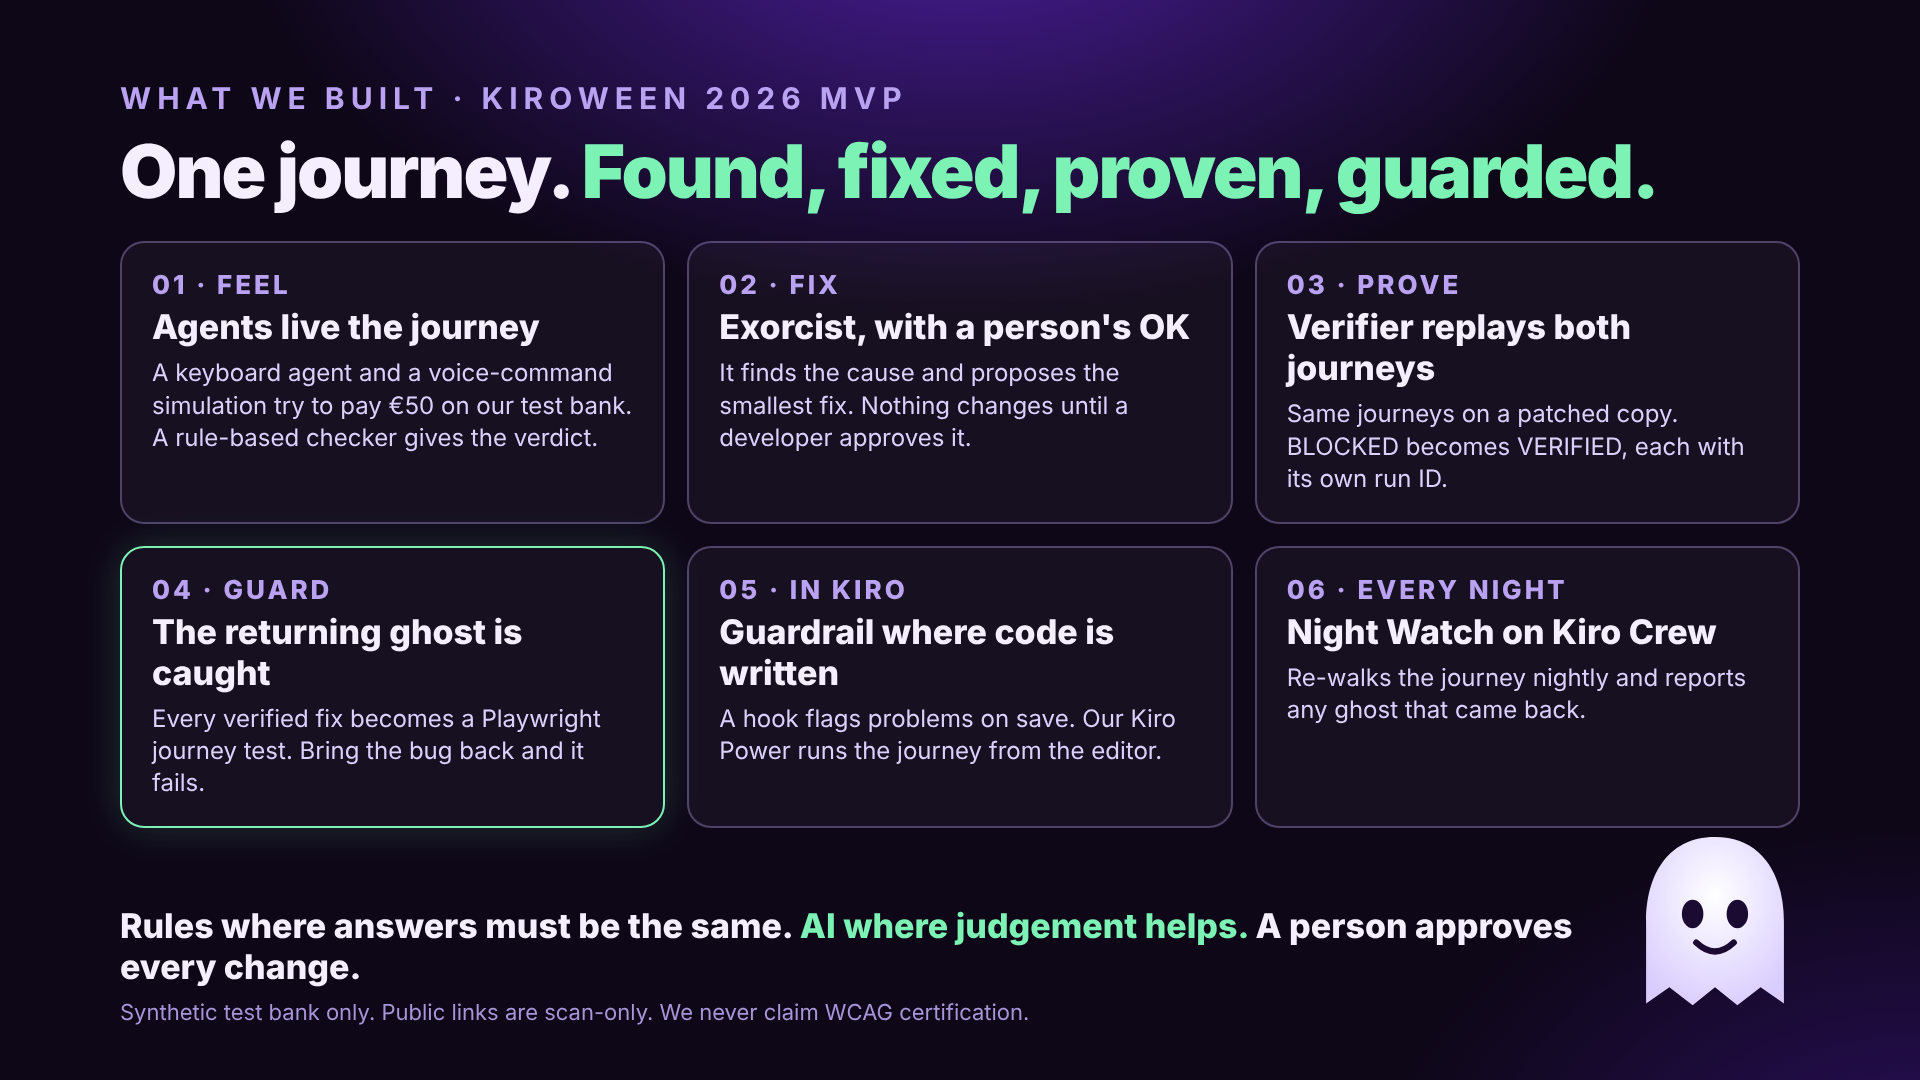 WHAT WE BUILT · KIROWEEN 2026 MVP
One journey. Found, fixed, proven, guarded.
01 · FEEL
Agents live the journey
A keyboard agent and a voice-command
simulation try to pay €50 on our test bank.
A rule-based checker gives the verdict.
02 · FIX
Exorcist, with a person's OK
It finds the cause and proposes the
smallest fix. Nothing changes until a
developer approves it.
03 · PROVE
Verifier replays both
journeys
Same journeys on a patched copy.
BLOCKED becomes VERIFIED, each with
its own run ID.
04 · GUARD
The returning ghost is
caught
Every verified fix becomes a Playwright
journey test. Bring the bug back and it
fails.
05 · IN KIRO
Guardrail where code is
written
A hook flags problems on save. Our Kiro
Power runs the journey from the editor.
06 · EVERY NIGHT
Night Watch on Kiro Crew
Re-walks the journey nightly and reports
any ghost that came back.
Rules where answers must be the same. AI where judgement helps. A person approves
every change.
Synthetic test bank only. Public links are scan-only. We never claim WCAG certification.